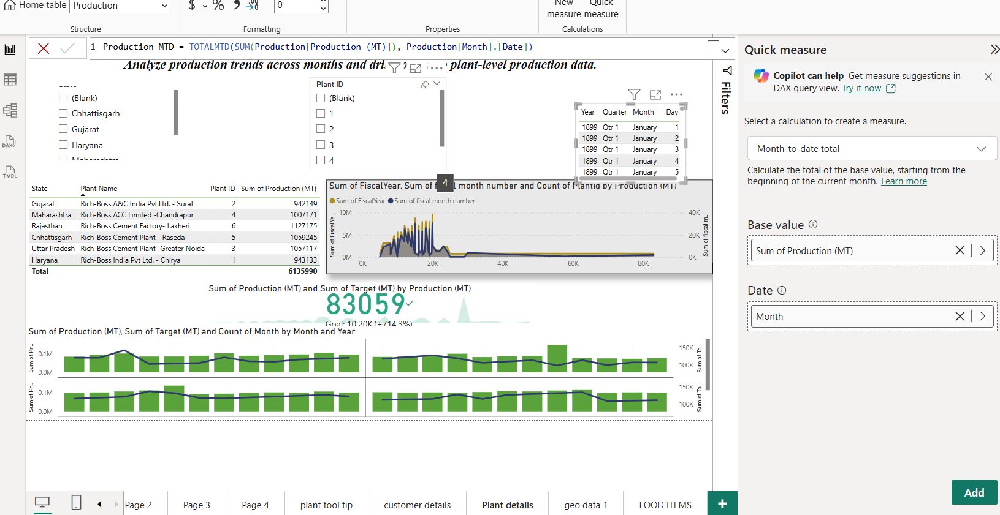 Home table
Production
$
%
0
New measure
Quick measure
Structure
Formatting
Properties
Calculations
1 Production MTD = TOTALMTD(SUM(Production[Production (MT)]), Production[Month].[Date])
Analyze production trends across months and dri
plant-level production data.
(Blank)
Chhattisgarh
Gujarat
Haryana
Maharashtra
Plant ID
(Blank)
1
2
3
4
Year Quarter Month Day
1899 Qtr 1 January 1
1899 Qtr 1 January 2
1899 Qtr 1 January 3
1899 Qtr 1 January 4
1899 Qtr 1 January 5
Filters
State Plant Name Plant ID Sum of Production (MT)
Gujarat Rich-Boss A&C India Pvt.Ltd. - Surat 2 942149
Maharashtra Rich-Boss ACC Limited -Chandrapur 4 1007171
Rajasthan Rich-Boss Cement Factory- Lakheri 6 1127175
Chhattisgarh Rich-Boss Cement Plant - Raseda 5 1059245
Uttar Pradesh Rich-Boss Cement Plant -Greater Noida 3 1057117
Haryana Rich-Boss India Pvt Ltd. - Chirya 1 943133
Total 6135990
4
Sum of FiscalYear, Sum of f l month number and Count of PlantId by Production (MT)
Sum of FiscalYear Sum of fiscal month number
Sum of FiscalYe...
10M
5M
0M
0K 20K 40K 60K 80K
40K
20K
0K
Sum of fiscal m...
Sum of Production (MT) and Sum of Target (MT) by Production (MT)
83059
Goal: 10.20K (+714.3%)
Sum of Production (MT), Sum of Target (MT) and Count of Month by Month and Year
Sum of Pr...
0.1M
0.0M
150K
100K
Sum of Ta...
Sum of Pr...
0.1M
0.0M
150K
100K
Sum of Ta...
DAX
TMDL
Page 2
Page 3
Page 4
plant tool tip
customer details
Plant details
geo data 1
FOOD ITEMS
+
Quick measure
Copilot can help Get measure suggestions in
DAX query view. Try it now
Select a calculation to create a measure.
Month-to-date total
Calculate the total of the base value, starting from the
beginning of the current month. Learn more
Base value
Sum of Production (MT)
Date
Month
Add